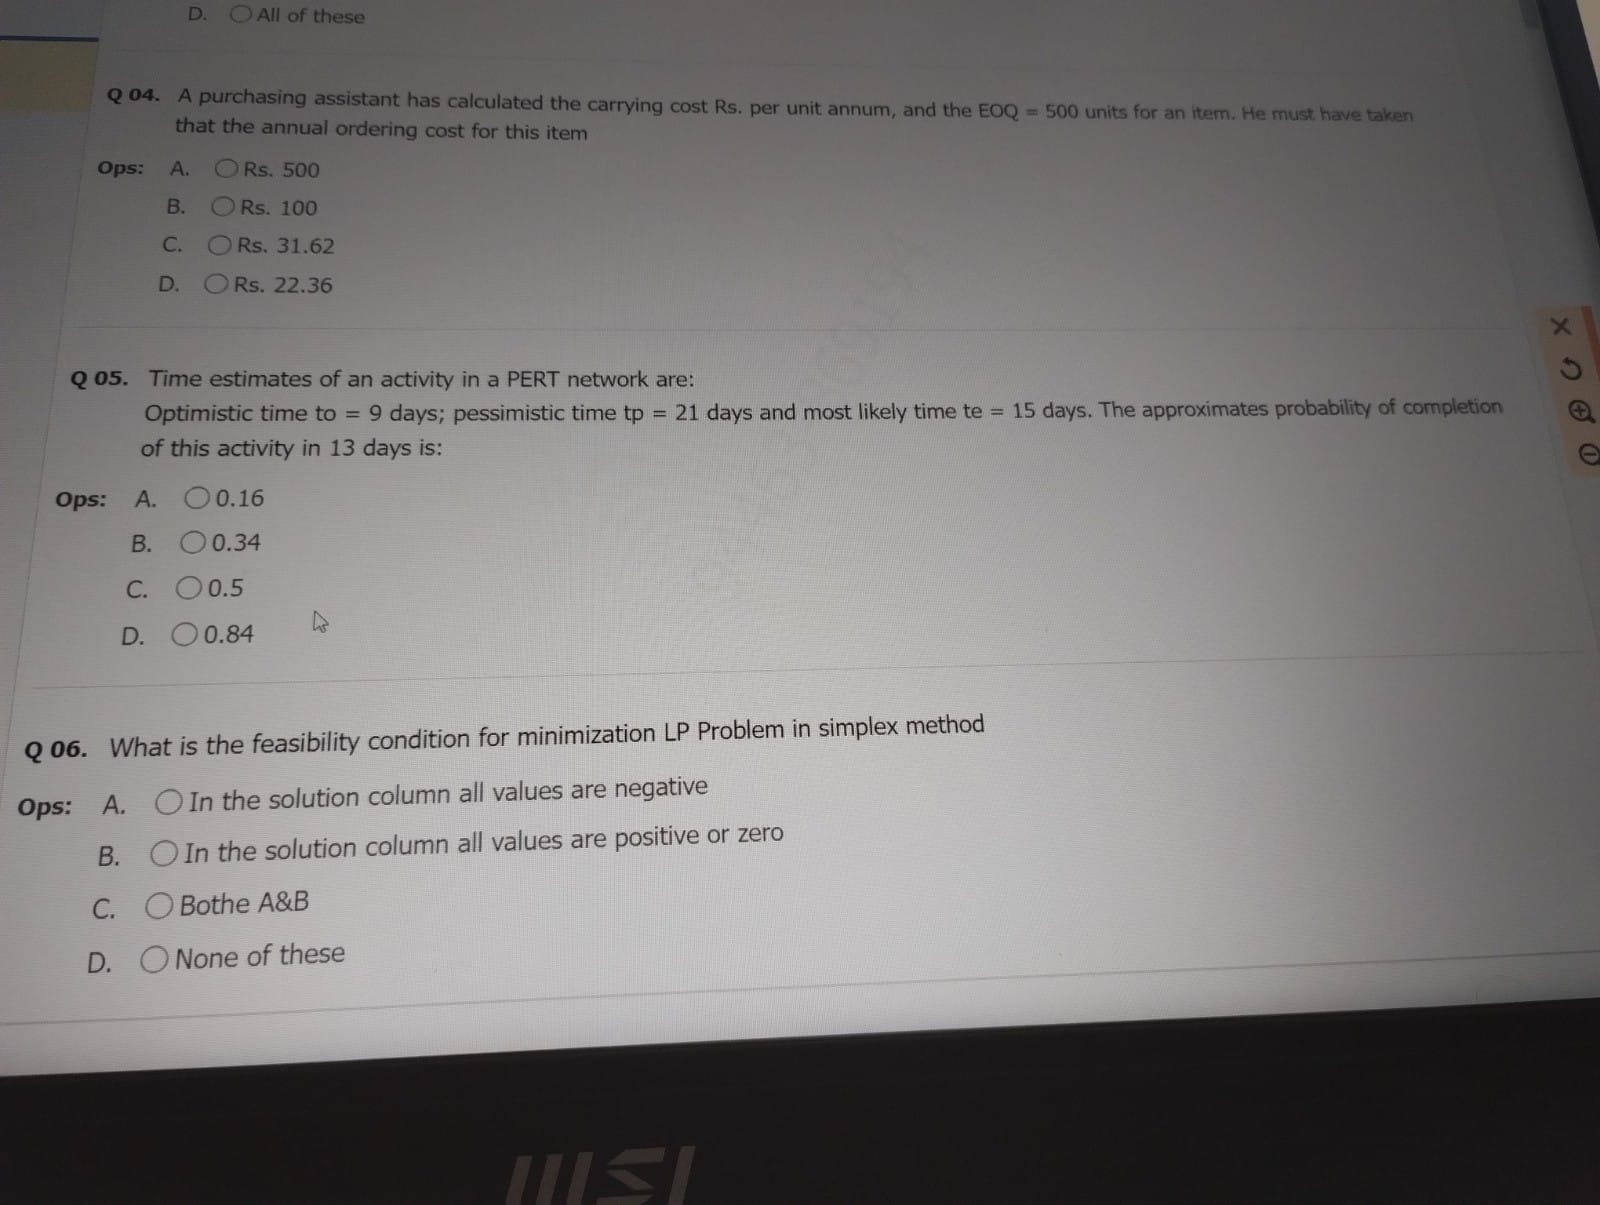 D. All of these
Q 04. A purchasing assistant has calculated the carrying cost Rs. per unit annum, and the EOQ = 500 units for an item. He must have taken
that the annual ordering cost for this item
Ops: A. Rs. 500
B. Rs. 100
C. Rs. 31.62
D. Rs. 22.36
Q 05. Time estimates of an activity in a PERT network are:
Optimistic time to = 9 days; pessimistic time tp = 21 days and most likely time te = 15 days. The approximates probability of completion
of this activity in 13 days is:
Ops: A. 0.16
B. 0.34
C. 0.5
D. 0.84
Q 06. What is the feasibility condition for minimization LP Problem in simplex method
Ops: A. In the solution column all values are negative
B. In the solution column all values are positive or zero
C. Bothe A&B
D. None of these
msi